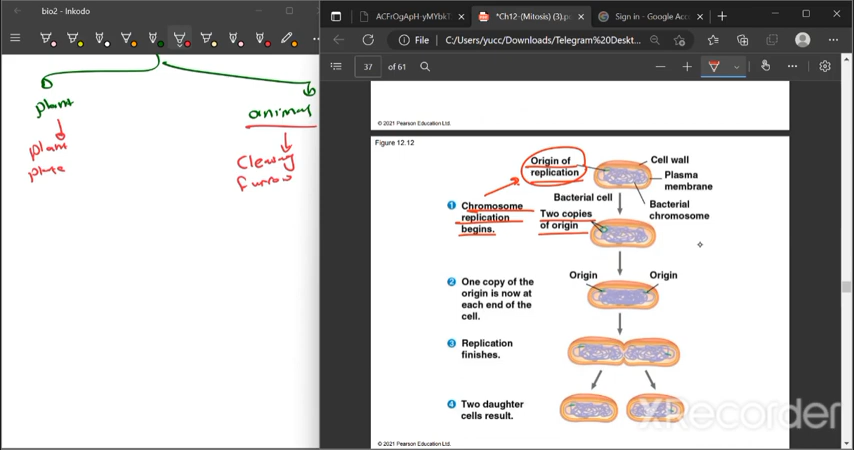 bio2 - Inkodo
plant
animal
plant
plate
Cleavag
furrow
ACFrOgApH-yMYbkT
*Ch12-(Mitosis) (3).p
Sign in - Google Acc
File
C:/Users/yucc/Downloads/Telegram%20Deskt...
37 of 61
© 2021 Pearson Education Ltd.
Figure 12.12
Origin of
replication
Cell wall
Plasma
membrane
Bacterial
chromosome
Bacterial cell
1 Chromosome
replication
begins.
Two copies
of origin
2 One copy of the
origin is now at
each end of the
cell.
Origin
Origin
3 Replication
finishes.
4 Two daughter
cells result.
© 2021 Pearson Education Ltd.
XRecorder